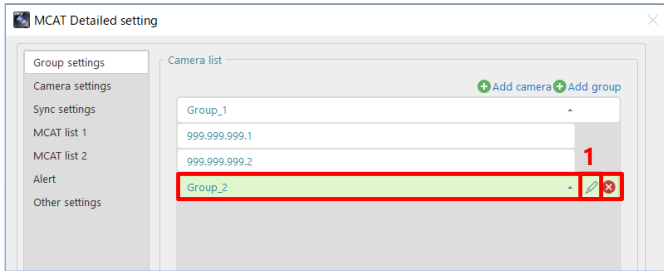 MCAT Detailed setting
Group settings
Camera settings
Sync settings
MCAT list 1
MCAT list 2
Alert
Other settings
Camera list
Add camera Add group
Group_1
999.999.999.1
999.999.999.2
1
Group_2